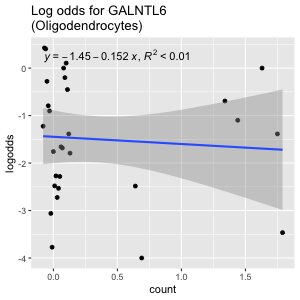 Log odds for GALNTL6
(Oligodendrocytes)
y = −1.45 − 0.152 x, R² < 0.01
0
-1
-2
-3
-4
logodds
0.0 0.5 1.0 1.5
count